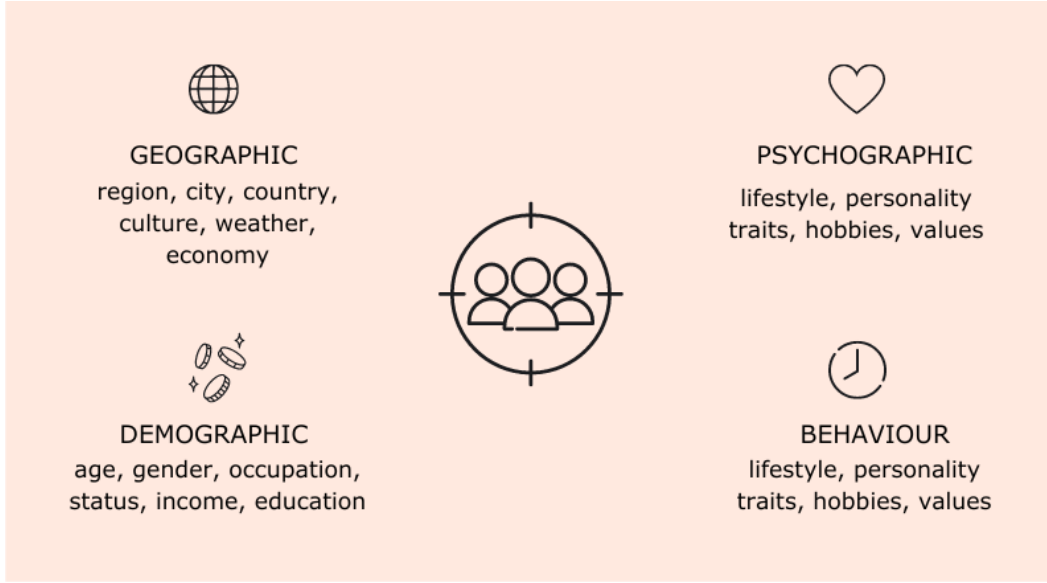 GEOGRAPHIC
region, city, country,
culture, weather,
economy
PSYCHOGRAPHIC
lifestyle, personality
traits, hobbies, values
DEMOGRAPHIC
age, gender, occupation,
status, income, education
BEHAVIOUR
lifestyle, personality
traits, hobbies, values